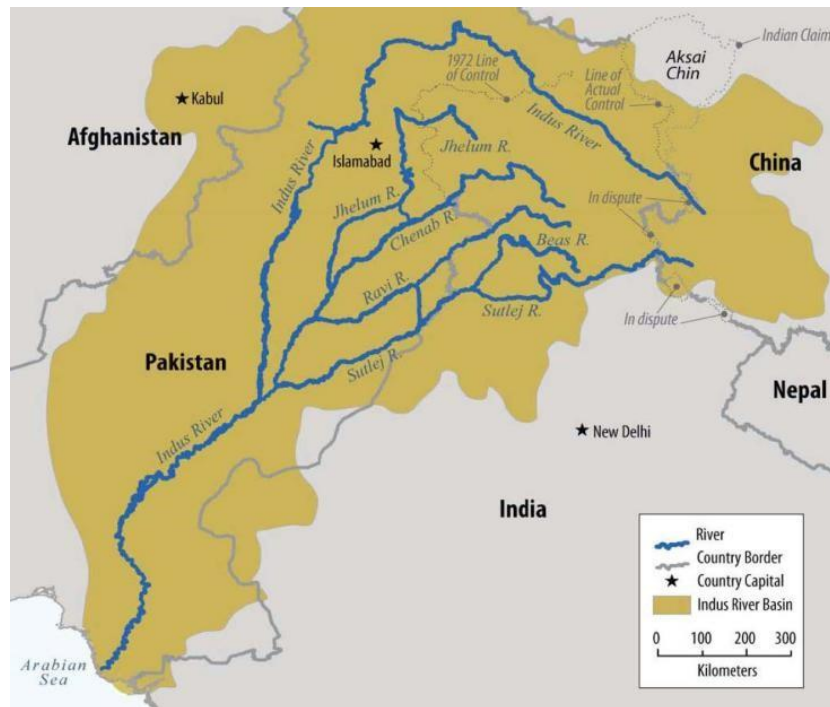 Indian Claim
Aksai
Chin
1972 Line
of Control
Line of
Actual
Control
Kabul
Afghanistan
Indus River
Islamabad
Jhelum R.
Indus River
China
Jhelum R.
Chenab R.
In dispute
Beas R.
Ravi R.
Sutlej R.
In dispute
Pakistan
Sutlej R.
Nepal
Indus River
New Delhi
India
River
Country Border
Country Capital
Indus River Basin
0 100 200 300
Kilometers
Arabian
Sea